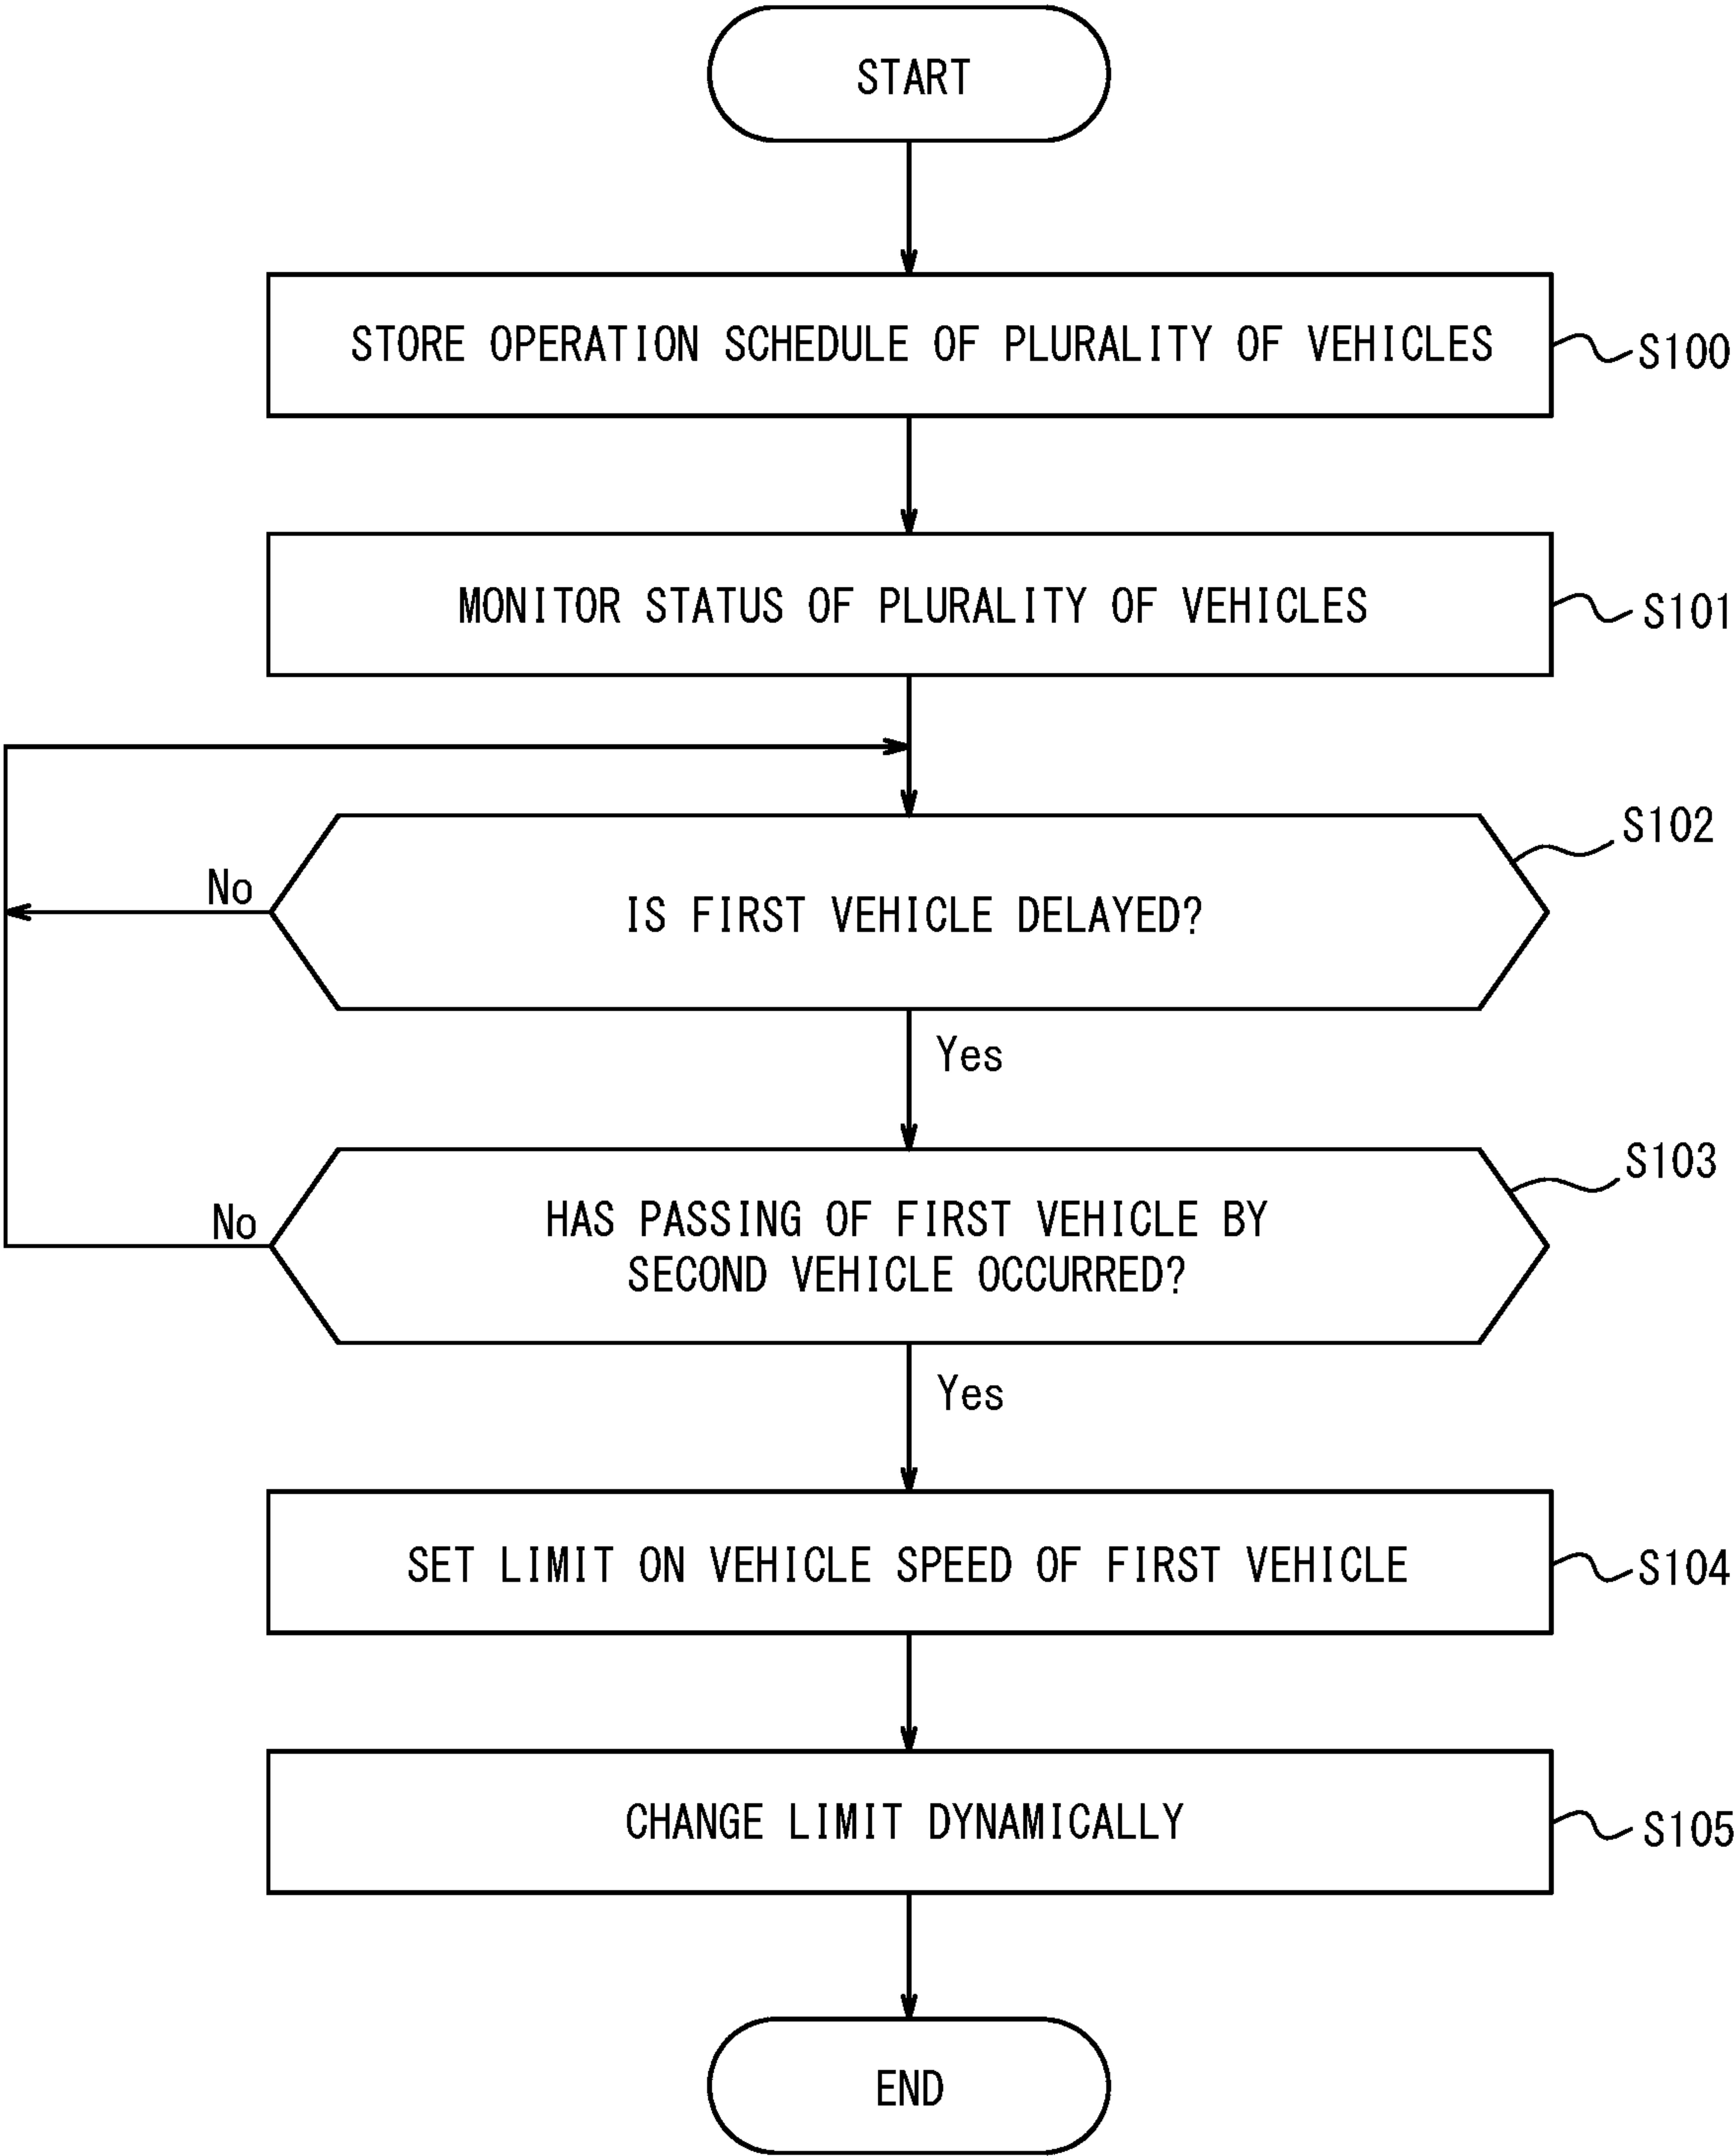 START
STORE OPERATION SCHEDULE OF PLURALITY OF VEHICLES
S100
MONITOR STATUS OF PLURALITY OF VEHICLES
S101
S102
No
IS FIRST VEHICLE DELAYED?
Yes
S103
No
HAS PASSING OF FIRST VEHICLE BY
SECOND VEHICLE OCCURRED?
Yes
SET LIMIT ON VEHICLE SPEED OF FIRST VEHICLE
S104
CHANGE LIMIT DYNAMICALLY
S105
END